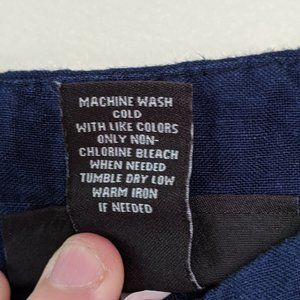 MACHINE WASH
COLD
WITH LIKE COLORS
ONLY NON-
CHLORINE BLEACH
WHEN NEEDED
TUMBLE DRY LOW
WARM IRON
IF NEEDED